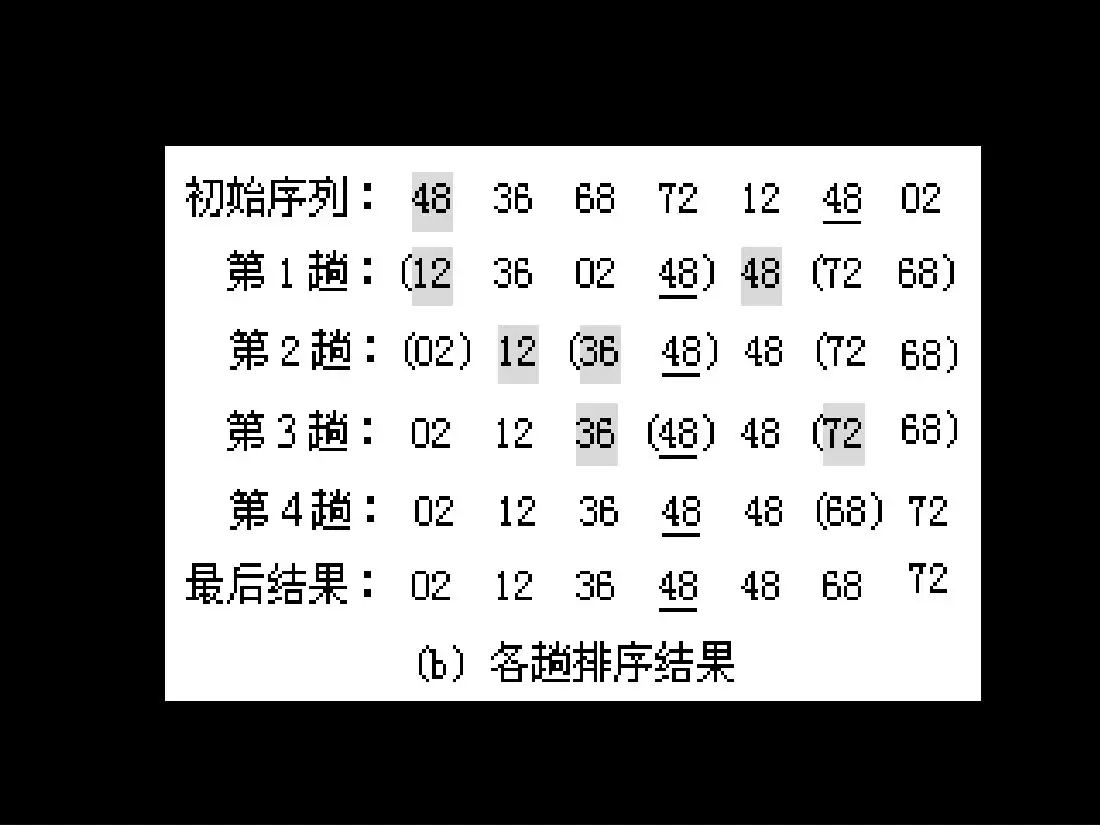 初始序列： 48 36 68 72 12 48 02
第1趟： (12 36 02 48) 48 (72 68)
第2趟： (02) 12 (36 48) 48 (72 68)
第3趟： 02 12 36 (48) 48 (72 68)
第4趟： 02 12 36 48 48 (68) 72
最后结果： 02 12 36 48 48 68 72
(b) 各趟排序结果